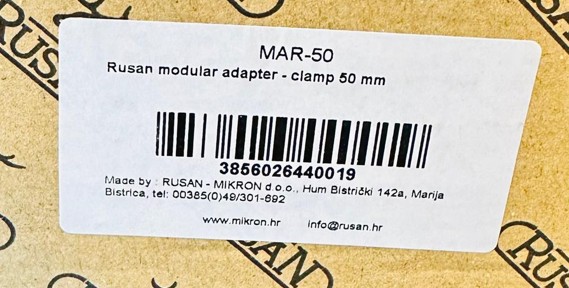 MAR-50
Rusan modular adapter - clamp 50 mm
3856026440019
Made by : RUSAN - MIKRON d.o.o., Hum Bistrički 142a, Marija
Bistrica, tel: 00385(0)49/301-692
www.mikron.hr info@rusan.hr
RUSAN